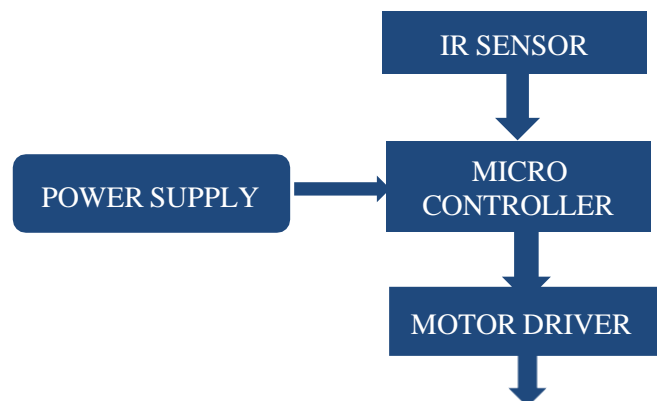 IR SENSOR
POWER SUPPLY
MICRO
CONTROLLER
MOTOR DRIVER